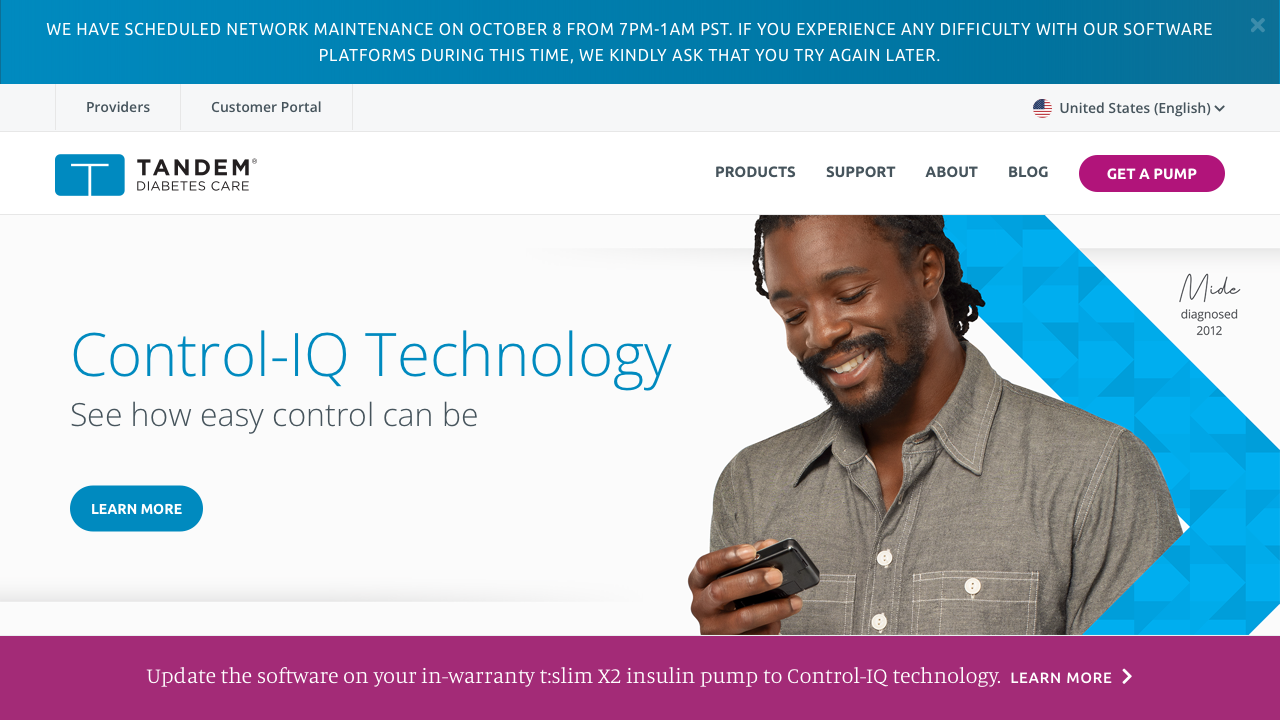 WE HAVE SCHEDULED NETWORK MAINTENANCE ON OCTOBER 8 FROM 7PM-1AM PST. IF YOU EXPERIENCE ANY DIFFICULTY WITH OUR SOFTWARE
PLATFORMS DURING THIS TIME, WE KINDLY ASK THAT YOU TRY AGAIN LATER.
Providers
Customer Portal
United States (English)
TANDEM®
DIABETES CARE
PRODUCTS
SUPPORT
ABOUT
BLOG
GET A PUMP
Mide
diagnosed
2012
Control-IQ Technology
See how easy control can be
LEARN MORE
Update the software on your in-warranty t:slim X2 insulin pump to Control-IQ technology. LEARN MORE